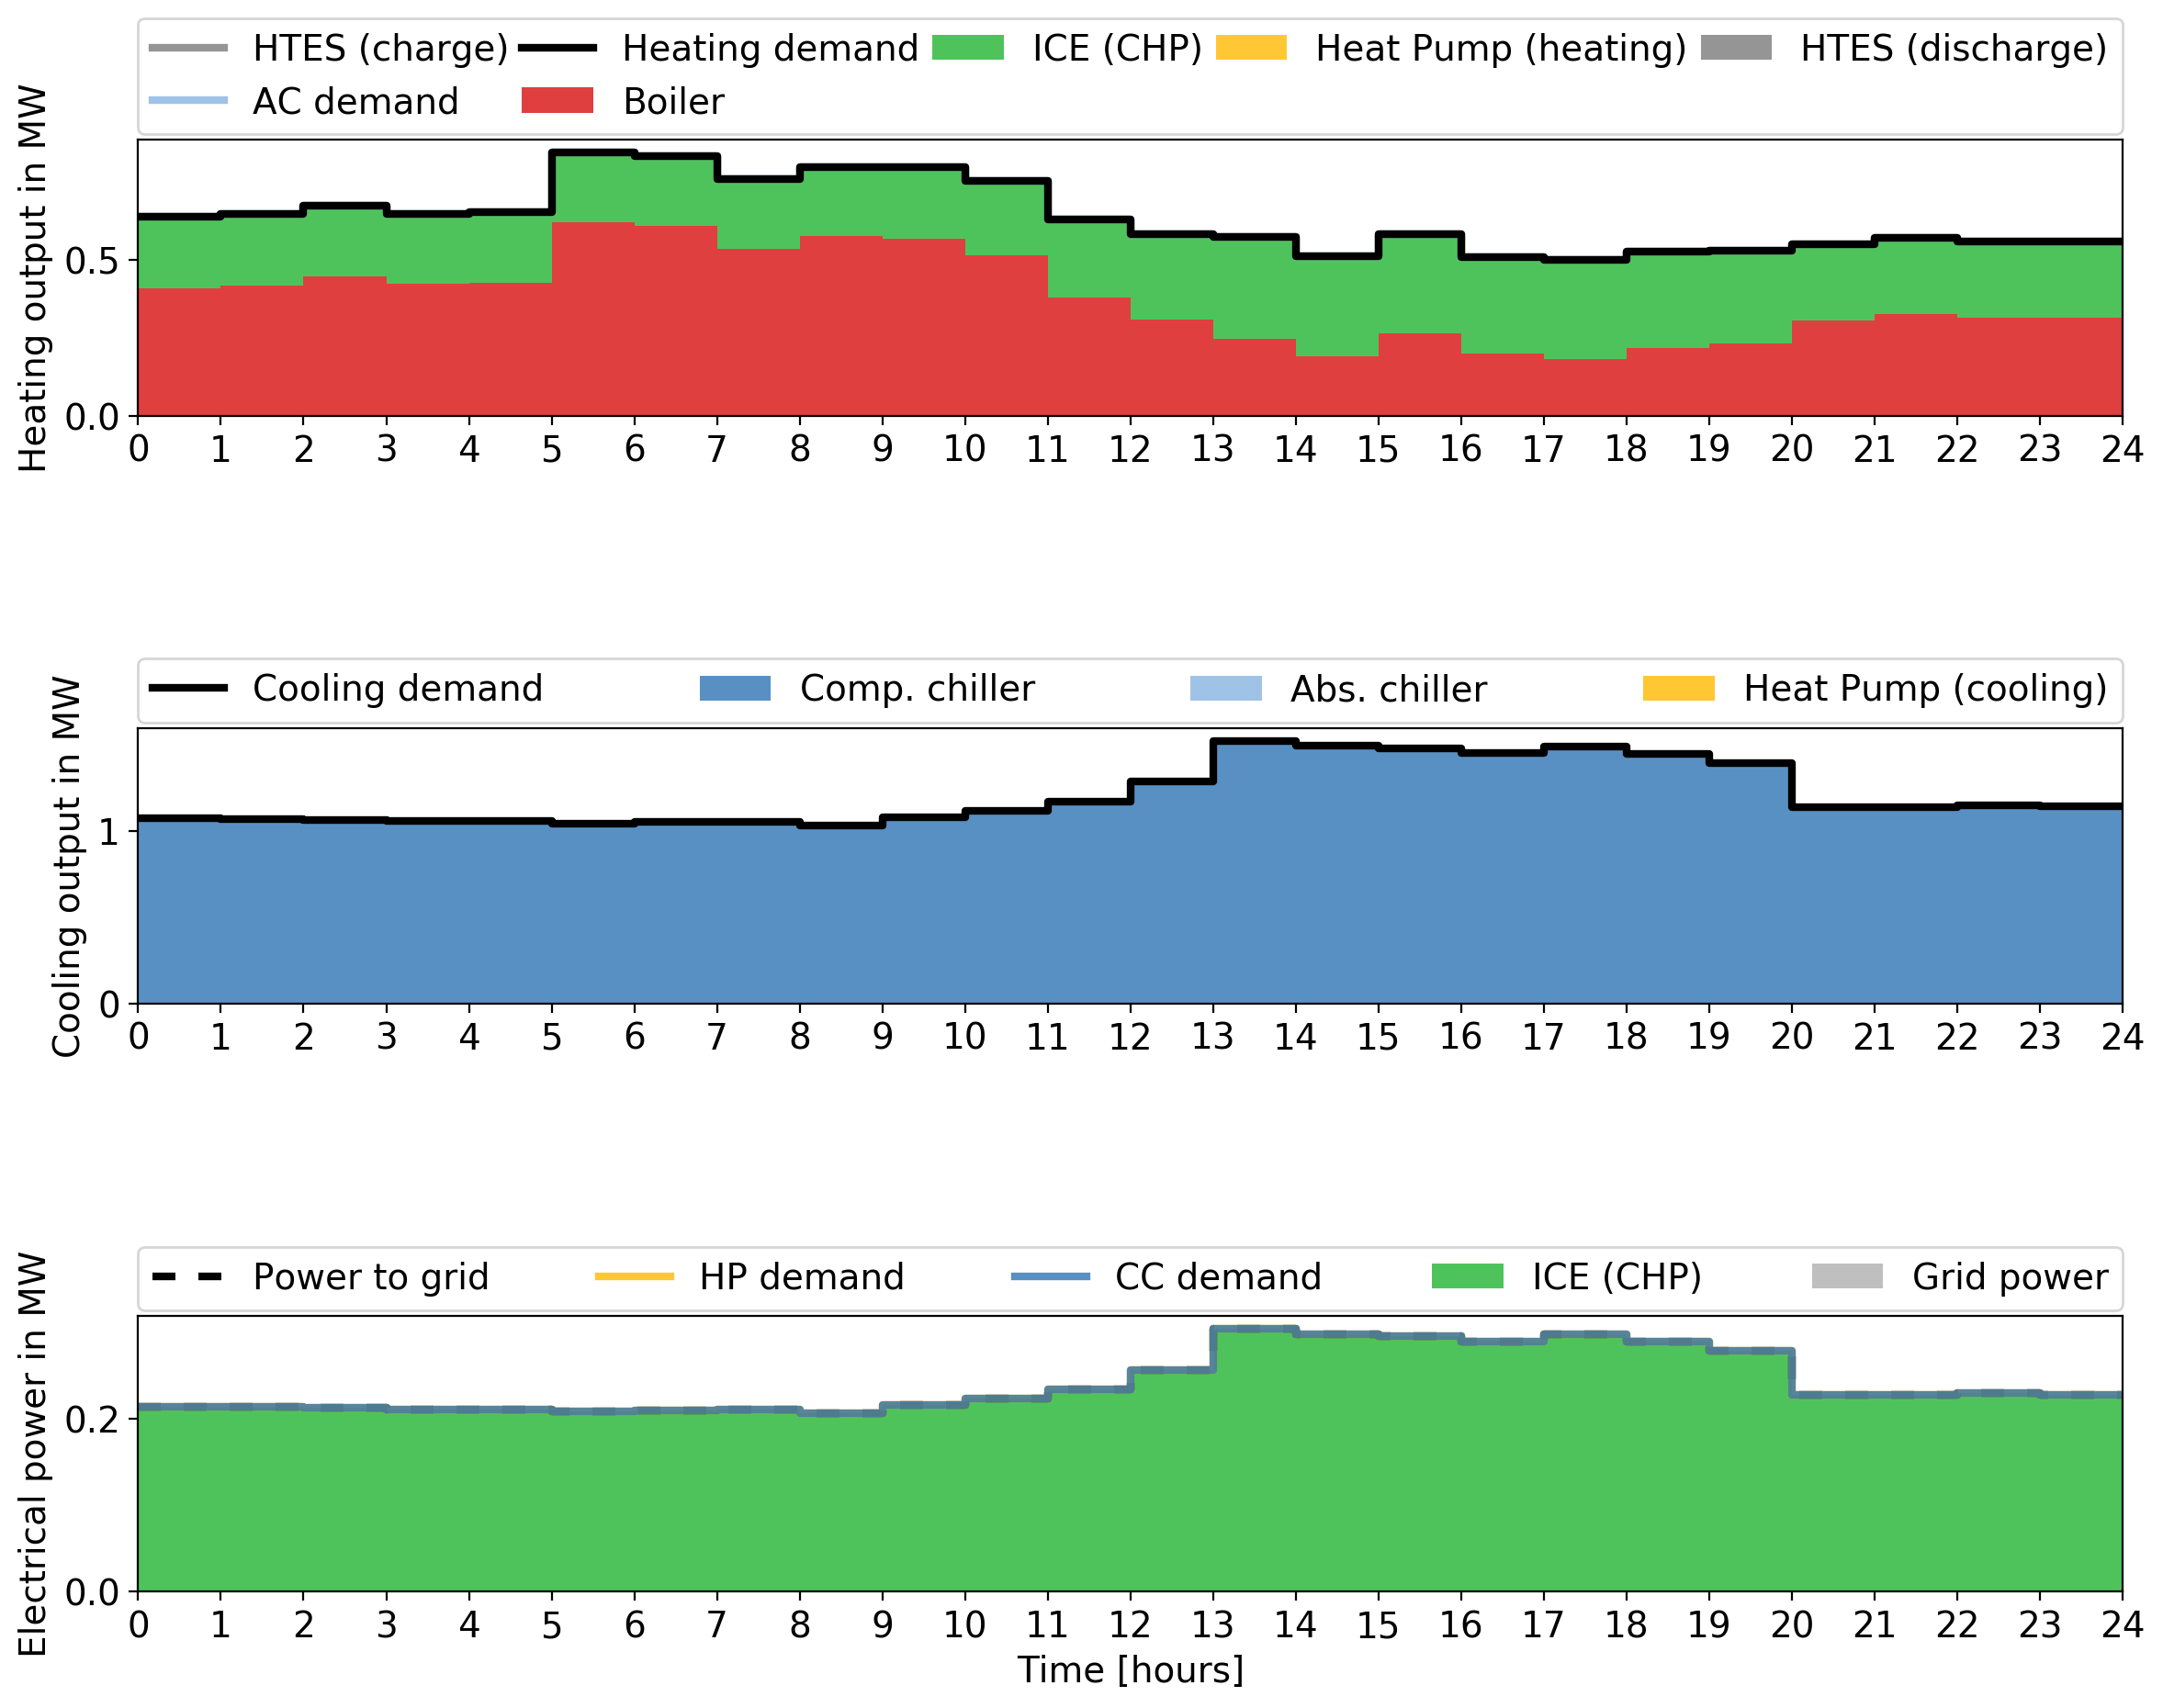 HTES (charge) Heating demand ICE (CHP) Heat Pump (heating) HTES (discharge)
AC demand Boiler
Heating output in MW
0.5
0.0
0 1 2 3 4 5 6 7 8 9 10 11 12 13 14 15 16 17 18 19 20 21 22 23 24
Cooling demand Comp. chiller Abs. chiller Heat Pump (cooling)
Cooling output in MW
1
0
0 1 2 3 4 5 6 7 8 9 10 11 12 13 14 15 16 17 18 19 20 21 22 23 24
Power to grid HP demand CC demand ICE (CHP) Grid power
Electrical power in MW
0.2
0.0
0 1 2 3 4 5 6 7 8 9 10 11 12 13 14 15 16 17 18 19 20 21 22 23 24
Time [hours]